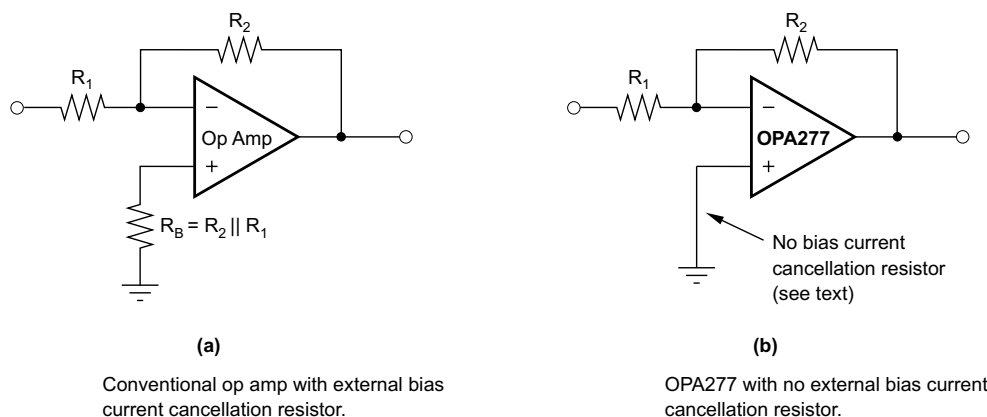 R2
R1
−
Op Amp
+
RB = R2 || R1
(a)
Conventional op amp with external bias
current cancellation resistor.
R2
R1
−
OPA277
+
No bias current
cancellation resistor
(see text)
(b)
OPA277 with no external bias current
cancellation resistor.